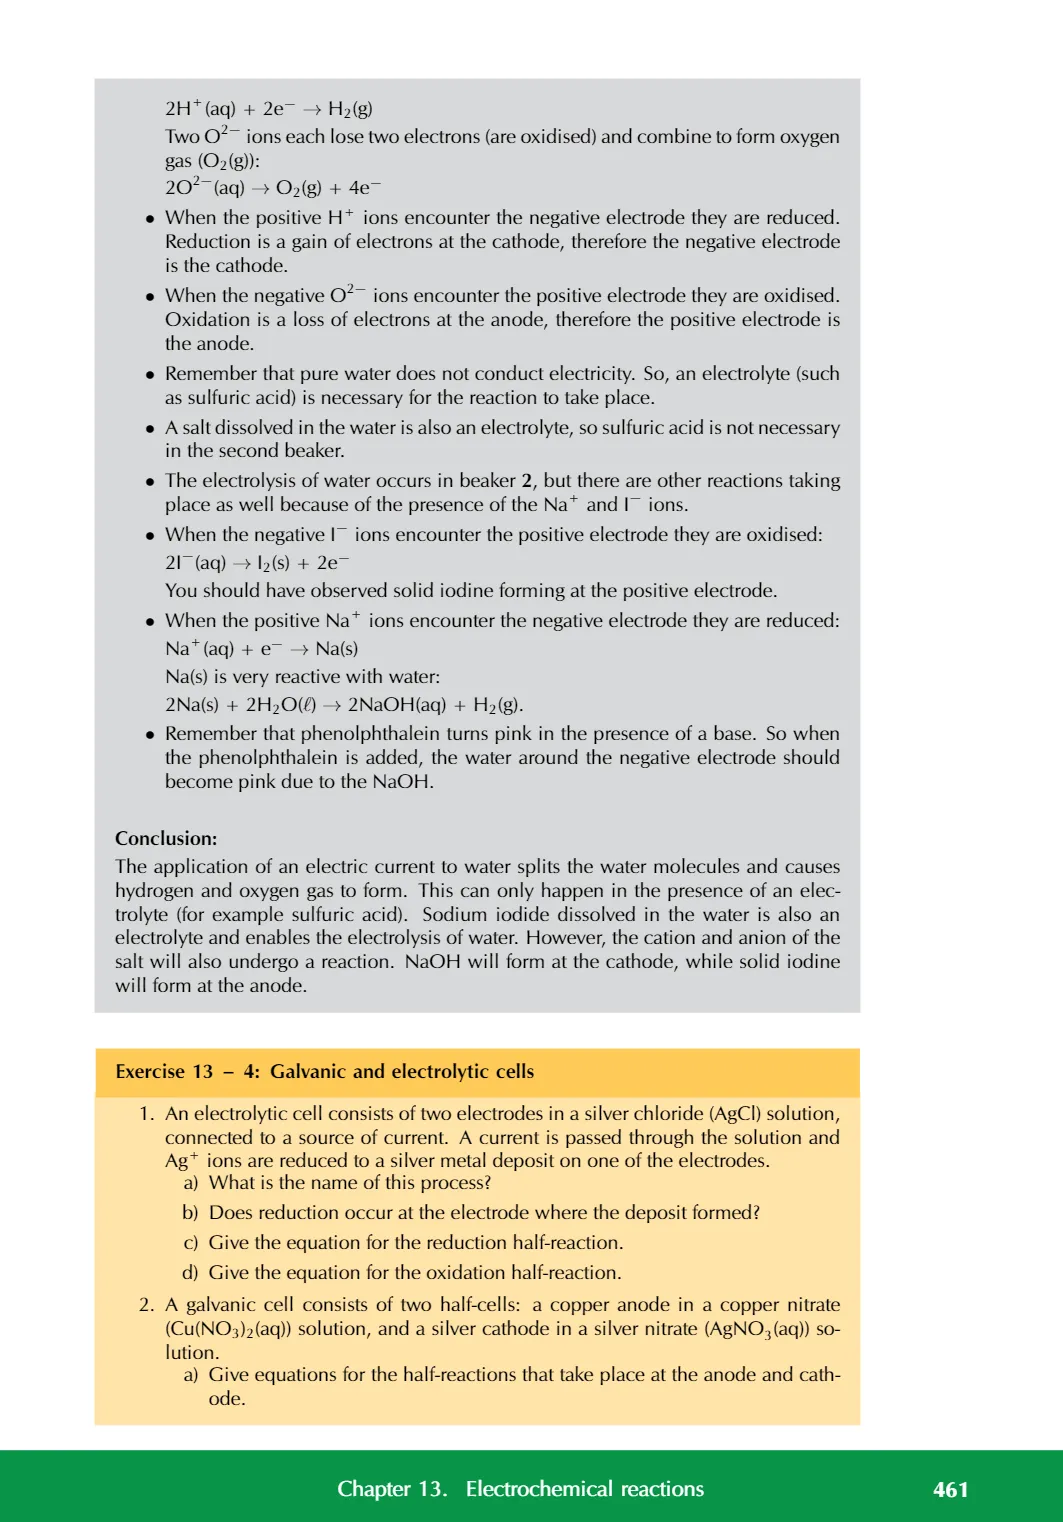 2H⁺(aq) + 2e⁻ → H₂(g)
Two O²⁻ ions each lose two electrons (are oxidised) and combine to form oxygen
gas (O₂(g)):
2O²⁻(aq) → O₂(g) + 4e⁻
• When the positive H⁺ ions encounter the negative electrode they are reduced.
Reduction is a gain of electrons at the cathode, therefore the negative electrode
is the cathode.
• When the negative O²⁻ ions encounter the positive electrode they are oxidised.
Oxidation is a loss of electrons at the anode, therefore the positive electrode is
the anode.
• Remember that pure water does not conduct electricity. So, an electrolyte (such
as sulfuric acid) is necessary for the reaction to take place.
• A salt dissolved in the water is also an electrolyte, so sulfuric acid is not necessary
in the second beaker.
• The electrolysis of water occurs in beaker 2, but there are other reactions taking
place as well because of the presence of the Na⁺ and I⁻ ions.
• When the negative I⁻ ions encounter the positive electrode they are oxidised:
2I⁻(aq) → I₂(s) + 2e⁻
You should have observed solid iodine forming at the positive electrode.
• When the positive Na⁺ ions encounter the negative electrode they are reduced:
Na⁺(aq) + e⁻ → Na(s)
Na(s) is very reactive with water:
2Na(s) + 2H₂O(ℓ) → 2NaOH(aq) + H₂(g).
• Remember that phenolphthalein turns pink in the presence of a base. So when
the phenolphthalein is added, the water around the negative electrode should
become pink due to the NaOH.
Conclusion:
The application of an electric current to water splits the water molecules and causes
hydrogen and oxygen gas to form. This can only happen in the presence of an elec-
trolyte (for example sulfuric acid). Sodium iodide dissolved in the water is also an
electrolyte and enables the electrolysis of water. However, the cation and anion of the
salt will also undergo a reaction. NaOH will form at the cathode, while solid iodine
will form at the anode.
Exercise 13 – 4: Galvanic and electrolytic cells
1. An electrolytic cell consists of two electrodes in a silver chloride (AgCl) solution,
connected to a source of current. A current is passed through the solution and
Ag⁺ ions are reduced to a silver metal deposit on one of the electrodes.
a) What is the name of this process?
b) Does reduction occur at the electrode where the deposit formed?
c) Give the equation for the reduction half-reaction.
d) Give the equation for the oxidation half-reaction.
2. A galvanic cell consists of two half-cells: a copper anode in a copper nitrate
(Cu(NO₃)₂(aq)) solution, and a silver cathode in a silver nitrate (AgNO₃(aq)) so-
lution.
a) Give equations for the half-reactions that take place at the anode and cath-
ode.
Chapter 13. Electrochemical reactions 461